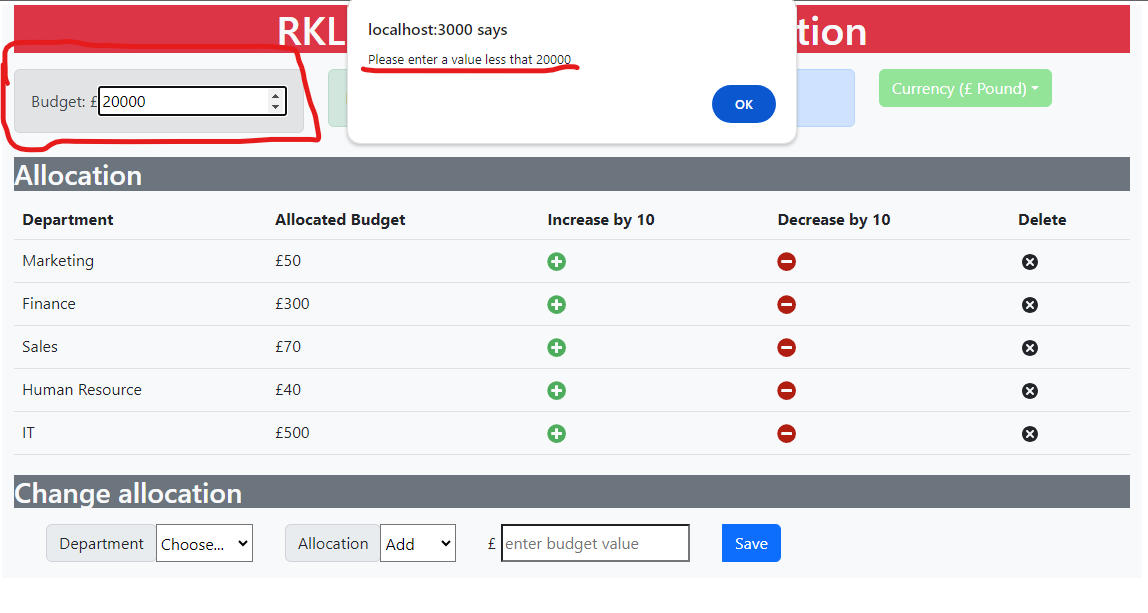 RKL
tion
localhost:3000 says
Please enter a value less that 20000
OK
Budget: £ 20000
Currency (£ Pound)
Allocation
Department Allocated Budget Increase by 10 Decrease by 10 Delete
Marketing £50
Finance £300
Sales £70
Human Resource £40
IT £500
Change allocation
Department Choose... Allocation Add £ enter budget value Save